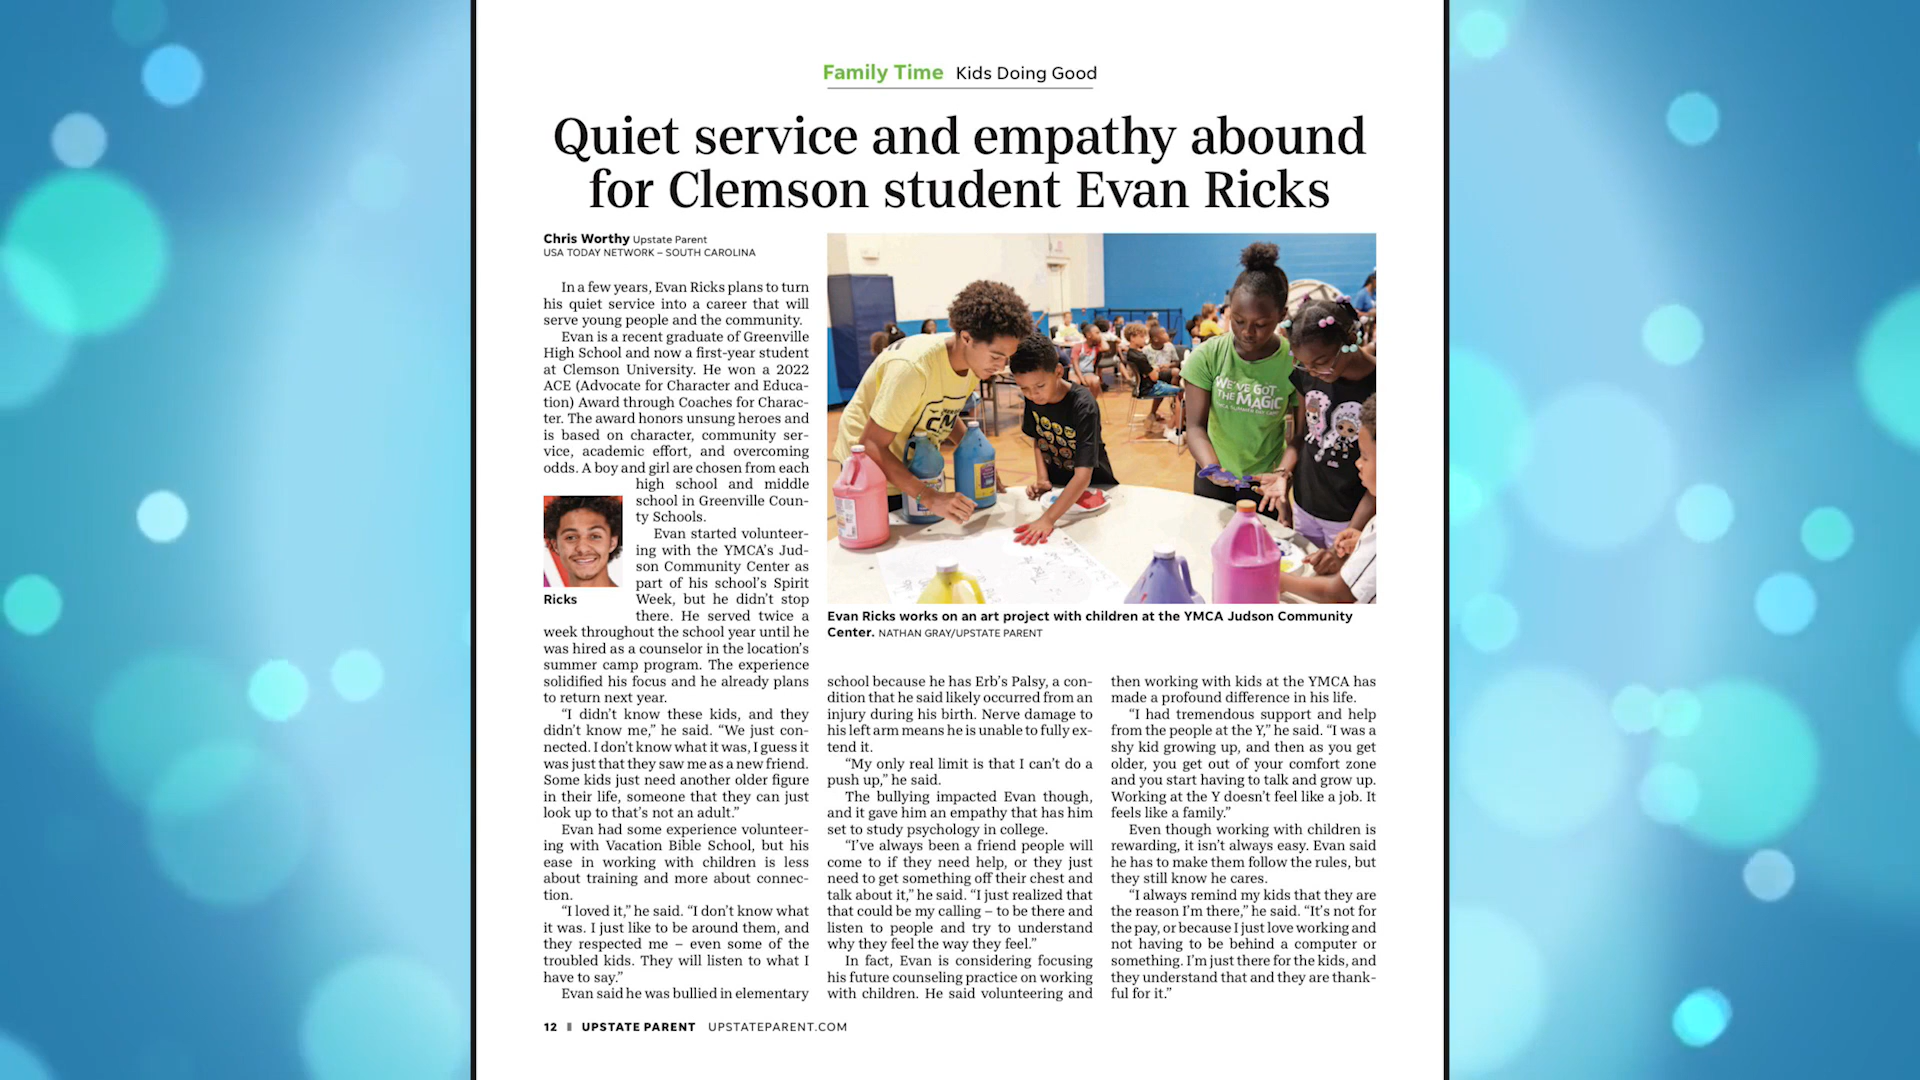 Family Time Kids Doing Good
Quiet service and empathy abound
for Clemson student Evan Ricks
Chris Worthy Upstate Parent
USA TODAY NETWORK – SOUTH CAROLINA
In a few years, Evan Ricks plans to turn
his quiet service into a career that will
serve young people and the community.
Evan is a recent graduate of Greenville
High School and now a first-year student
at Clemson University. He won a 2022
ACE (Advocate for Character and Educa-
tion) Award through Coaches for Charac-
ter. The award honors unsung heroes and
is based on character, community ser-
vice, academic effort, and overcoming
odds. A boy and girl are chosen from each
high school and middle
school in Greenville Coun-
ty Schools.
Evan started volunteer-
ing with the YMCA's Jud-
son Community Center as
part of his school's Spirit
Week, but he didn't stop
there. He served twice a
Ricks
week throughout the school year until he
was hired as a counselor in the location's
summer camp program. The experience
solidified his focus and he already plans
to return next year.
“I didn't know these kids, and they
didn't know me,” he said. “We just con-
nected. I don't know what it was, I guess it
was just that they saw me as a new friend.
Some kids just need another older figure
in their life, someone that they can just
look up to that's not an adult.”
Evan had some experience volunteer-
ing with Vacation Bible School, but his
ease in working with children is less
about training and more about connec-
tion.
“I loved it,” he said. “I don't know what
it was. I just like to be around them, and
they respected me – even some of the
troubled kids. They will listen to what I
have to say.”
Evan said he was bullied in elementary
WE'VE GOT
THE MAGIC
Evan Ricks works on an art project with children at the YMCA Judson Community
Center. NATHAN GRAY/UPSTATE PARENT
school because he has Erb's Palsy, a con-
dition that he said likely occurred from an
injury during his birth. Nerve damage to
his left arm means he is unable to fully ex-
tend it.
“My only real limit is that I can't do a
push up,” he said.
The bullying impacted Evan though,
and it gave him an empathy that has him
set to study psychology in college.
“I've always been a friend people will
come to if they need help, or they just
need to get something off their chest and
talk about it,” he said. “I just realized that
that could be my calling – to be there and
listen to people and try to understand
why they feel the way they feel.”
In fact, Evan is considering focusing
his future counseling practice on working
with children. He said volunteering and
then working with kids at the YMCA has
made a profound difference in his life.
“I had tremendous support and help
from the people at the Y,” he said. “I was a
shy kid growing up, and then as you get
older, you get out of your comfort zone
and you start having to talk and grow up.
Working at the Y doesn't feel like a job. It
feels like a family.”
Even though working with children is
rewarding, it isn't always easy. Evan said
he has to make them follow the rules, but
they still know he cares.
“I always remind my kids that they are
the reason I'm there,” he said. “It's not for
the pay, or because I just love working and
not having to be behind a computer or
something. I'm just there for the kids, and
they understand that and they are thank-
ful for it.”
12 UPSTATE PARENT UPSTATEPARENT.COM